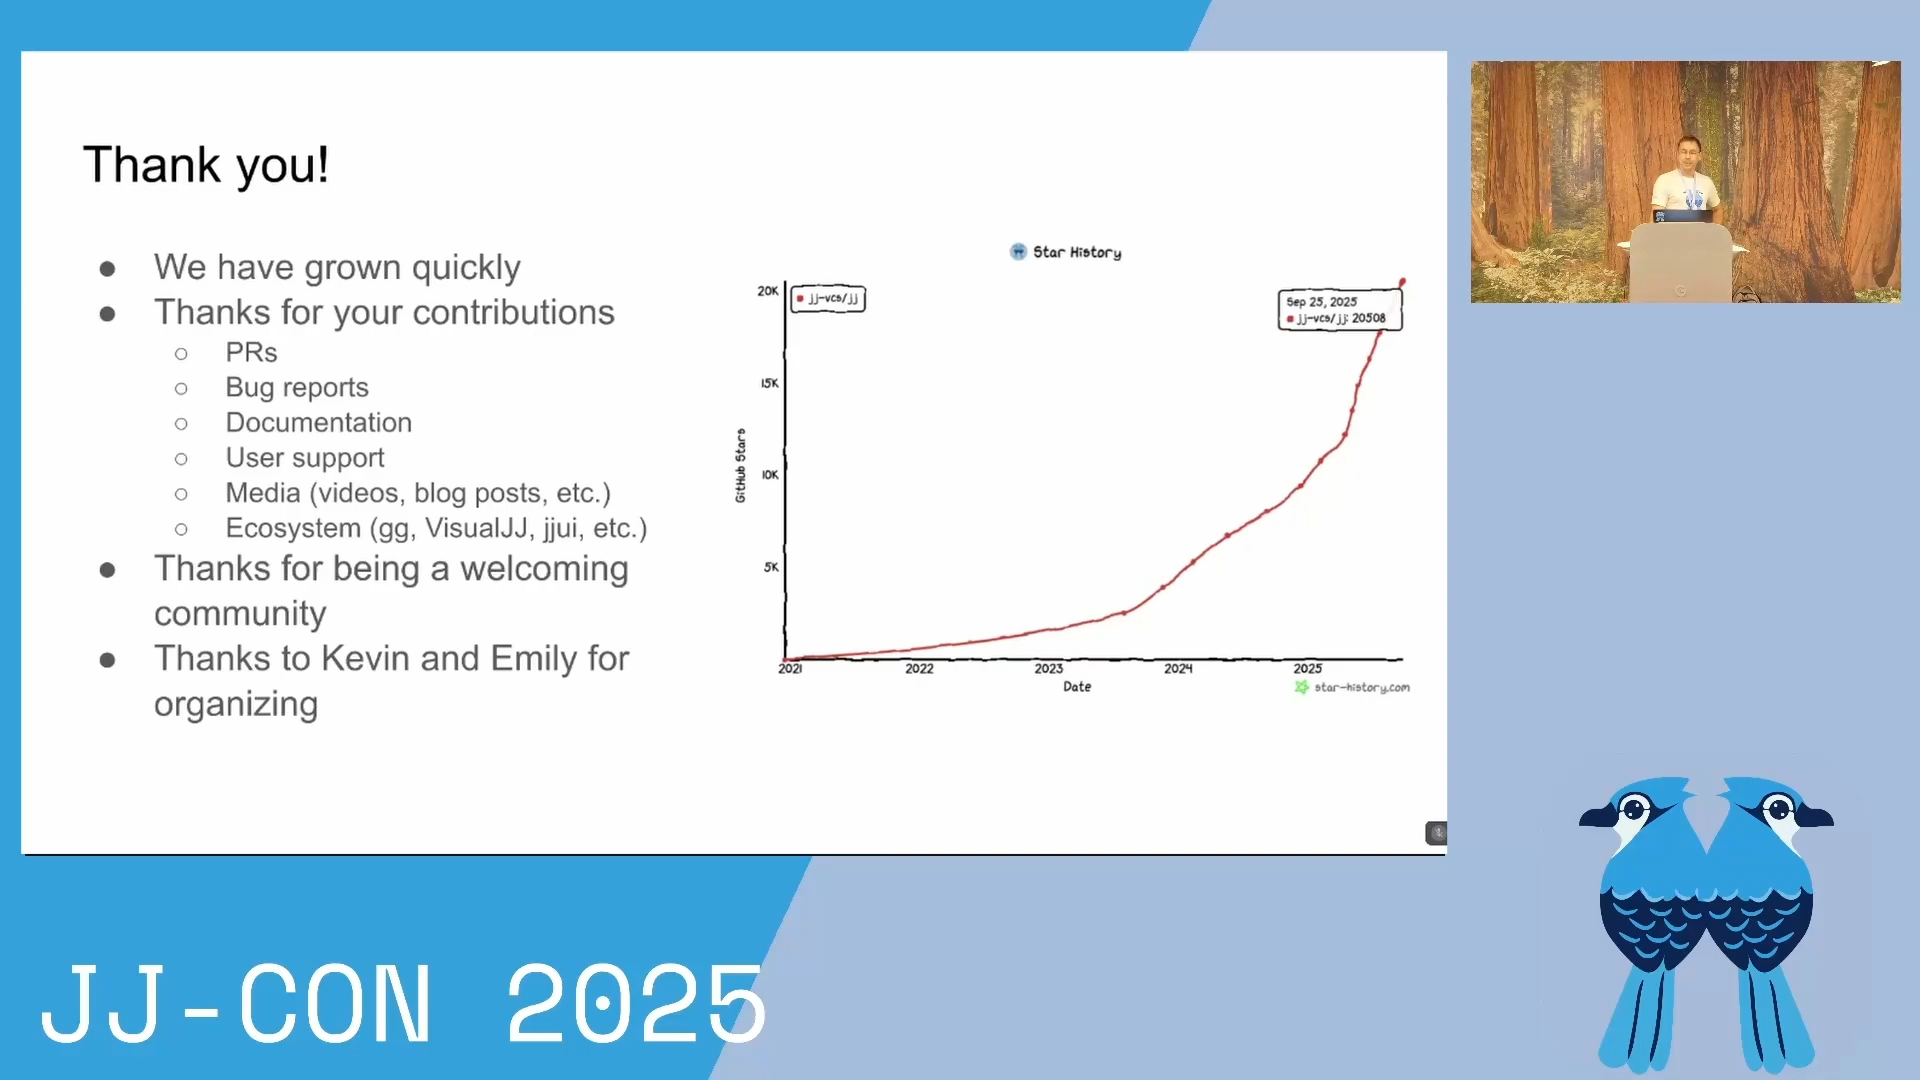 Thank you!
We have grown quickly
Thanks for your contributions
PRs
Bug reports
Documentation
User support
Media (videos, blog posts, etc.)
Ecosystem (gg, VisualJJ, jjui, etc.)
Thanks for being a welcoming
community
Thanks to Kevin and Emily for
organizing
Star History
jj-vcs/jj
Sep 25, 2025
jj-vcs/jj: 20508
20K
15K
10K
5K
GitHub Stars
2021
2022
2023
2024
2025
Date
star-history.com
JJ-CON 2025